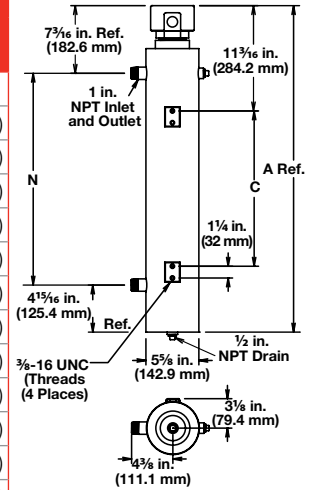 7³⁄₁₆ in. Ref.
(182.6 mm)
11³⁄₁₆ in.
(284.2 mm)
1 in.
NPT Inlet
and Outlet
A Ref.
N
C
1¼ in.
(32 mm)
4¹⁵⁄₁₆ in.
(125.4 mm)
Ref.
½ in.
NPT Drain
³⁄₈-16 UNC
(Threads
(4 Places)
5⅝ in.
(142.9 mm)
3⅛ in.
(79.4 mm)
4⅜ in.
(111.1 mm)